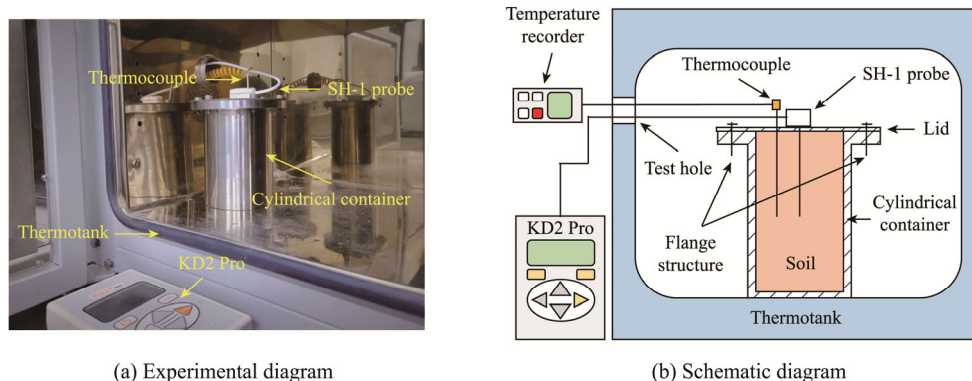 Thermocouple
SH-1 probe
Cylindrical container
Thermotank
KD2 Pro
(a) Experimental diagram
Temperature
recorder
Thermocouple
SH-1 probe
Lid
Test hole
Cylindrical
container
KD2 Pro
Flange
structure
Soil
Thermotank
(b) Schematic diagram